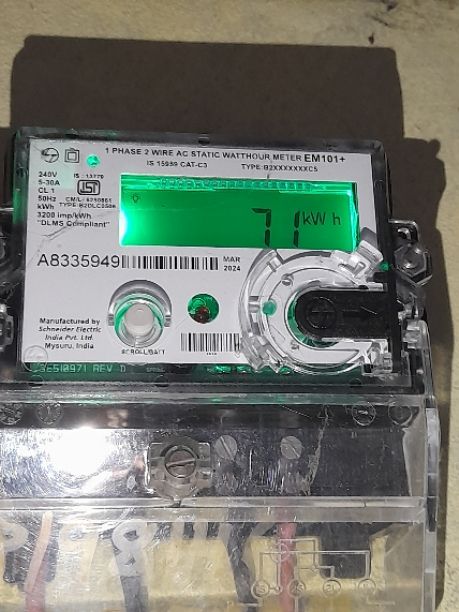 1 PHASE 2 WIRE AC STATIC WATTHOUR METER EM101+
IS 15959 CAT-C3 TYPE:B2XXXXXXXC5
240V IS : 13779
5-30A
CL 1
50Hz CM/L-
kWh
3200 imp/kWh
"DLMS Compliant"
71 kWh
A8335949
MAR
2024
Manufactured by
Schneider Electric
India Pvt. Ltd.
Mysuru, India
SCROLL/BATT
REV D